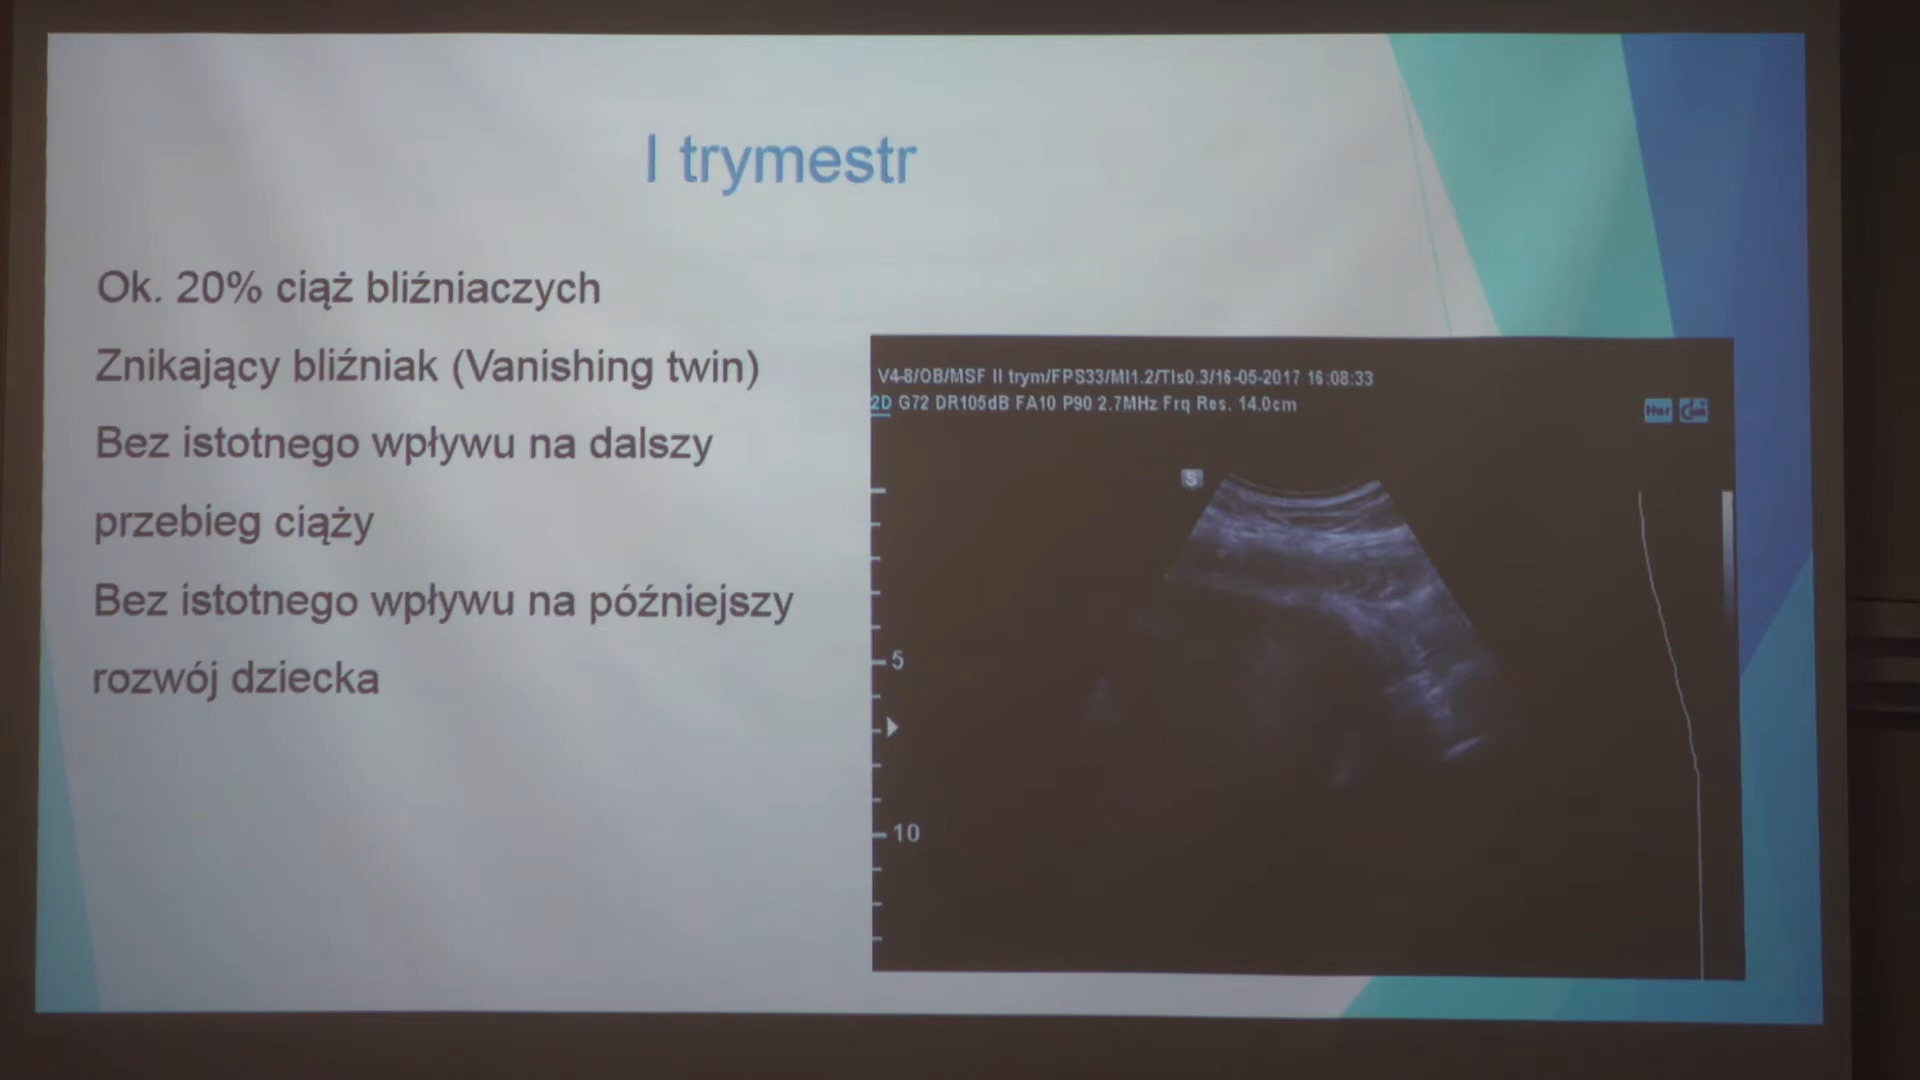 I trymestr
Ok. 20% ciąż bliźniaczych
Znikający bliźniak (Vanishing twin)
Bez istotnego wpływu na dalszy
przebieg ciąży
Bez istotnego wpływu na późniejszy
rozwój dziecka
V4-8/OB/MSF II trym/FPS33/MI1.2/TIs0.3/16-05-2017 16:08:33
2D G72 DR105dB FA10 P90 2.7MHz Frq Res. 14.0cm
Har
S
5
10